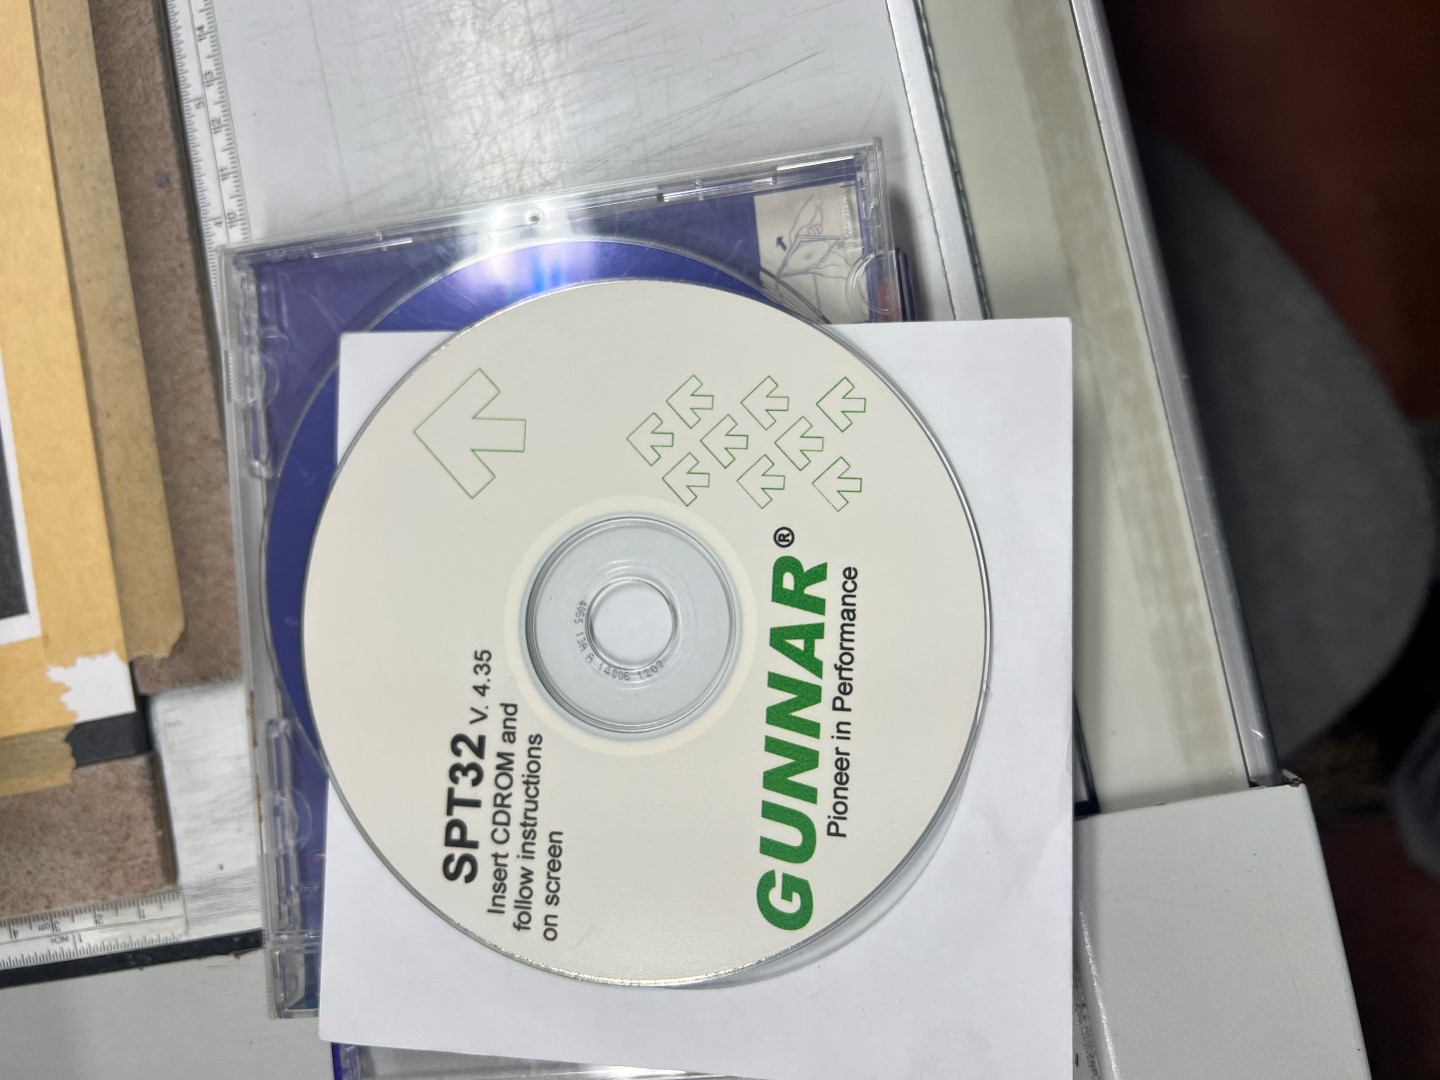 SPT32 V. 4.35
Insert CDROM and
follow instructions
on screen
GUNNAR®
Pioneer in Performance